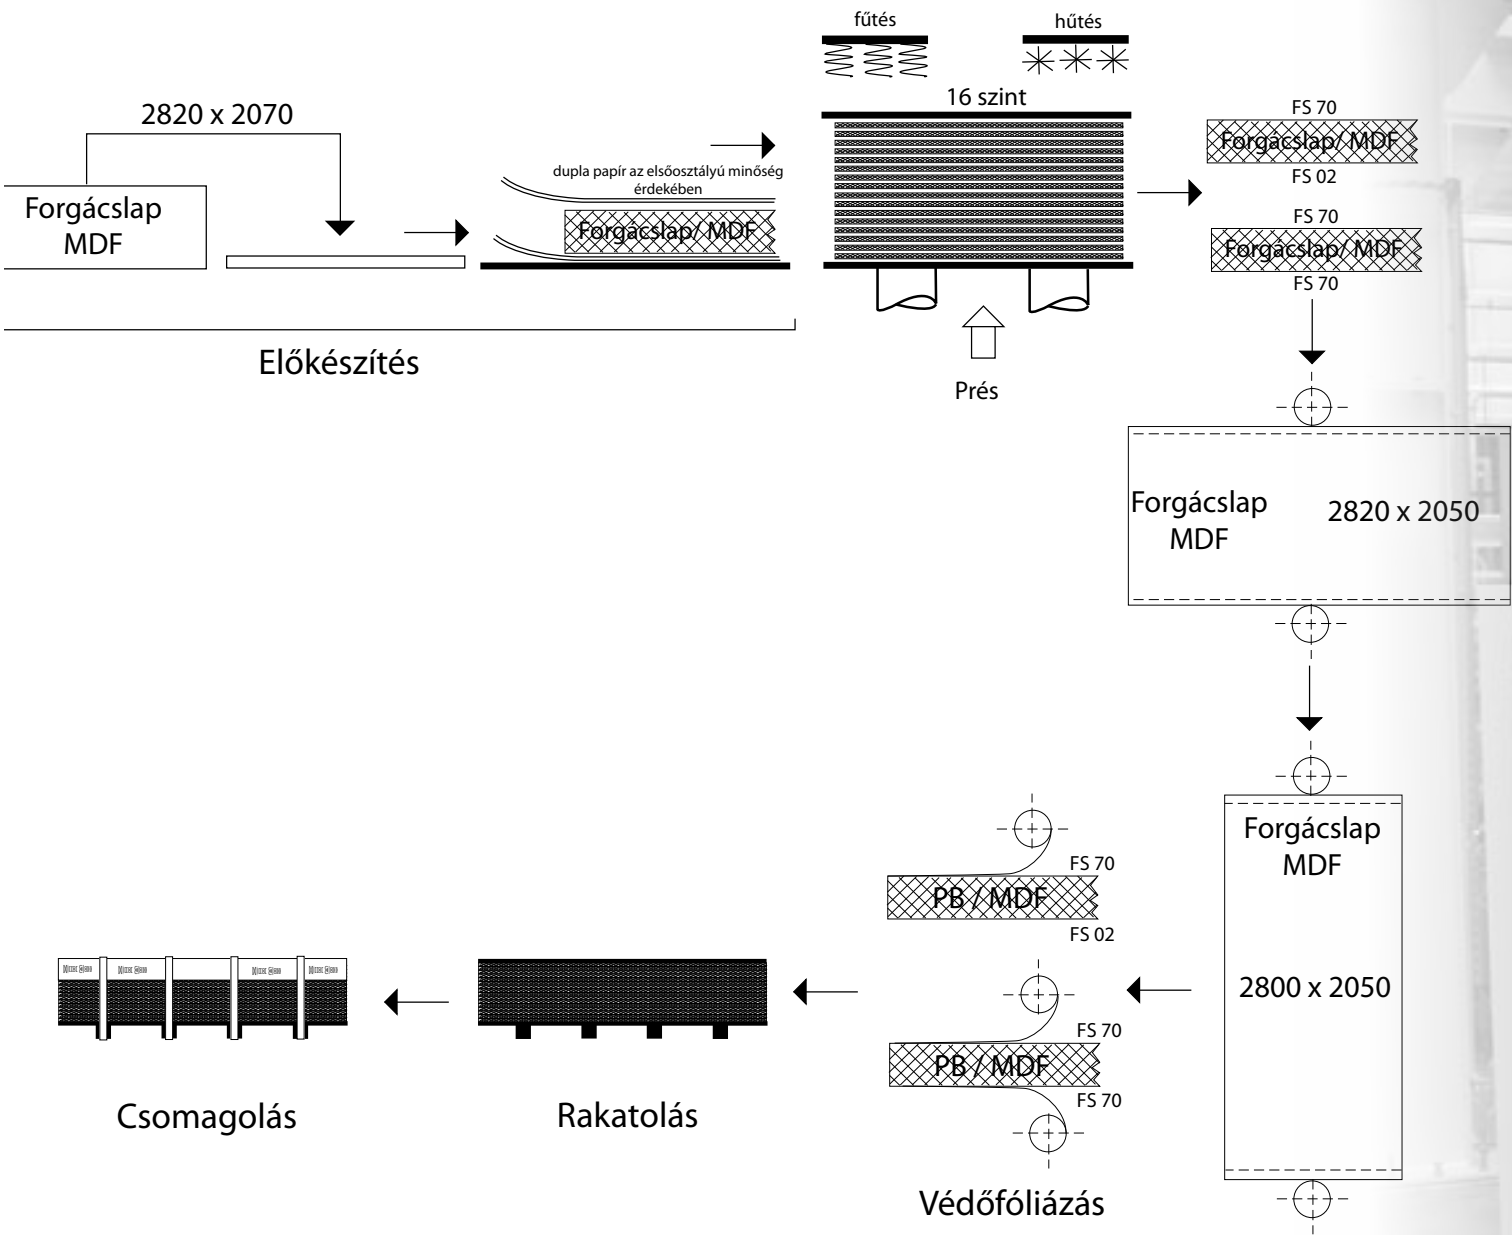 fűtés
hűtés
2820 x 2070
16 szint
FS 70
Forgácslap/ MDF
FS 02
dupla papír az elsőosztályú minőség
érdekében
Forgácslap
MDF
Forgácslap/ MDF
FS 70
Forgácslap/ MDF
FS 70
Előkészítés
Prés
Forgácslap
MDF
2820 x 2050
Forgácslap
MDF
2800 x 2050
FS 70
PB / MDF
FS 02
FS 70
PB / MDF
FS 70
Védőfóliázás
Rakatolás
Csomagolás